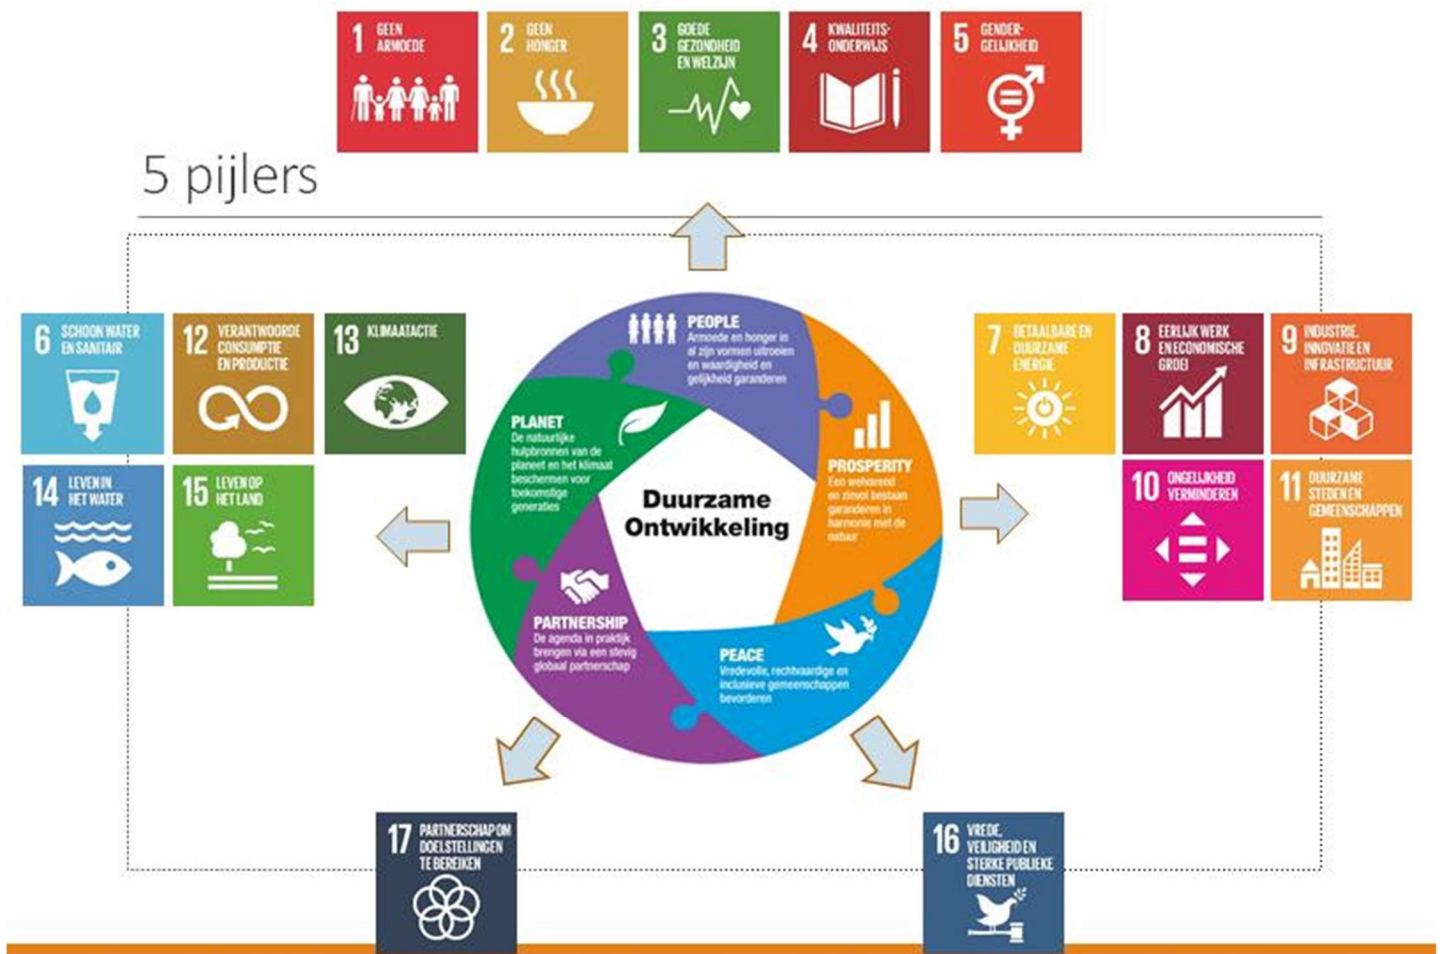 1 GEEN
ARMOEDE
2 GEEN
HONGER
3 GOEDE
GEZONDHEID
EN WELZIJN
4 KWALITEITS-
ONDERWIJS
5 GENDER-
GELIJKHEID
5 pijlers
6 SCHOON WATER
EN SANITAIR
12 VERANTWOORDE
CONSUMPTIE
EN PRODUCTIE
13 KLIMAATACTIE
14 LEVEN IN
HET WATER
15 LEVEN OP
HET LAND
PEOPLE
Armoede en honger in
al zijn vormen uitroeien
en waardigheid en
gelijkheid garanderen
PLANET
De natuurlijke
hulpbronnen van de
planeet en het klimaat
beschermen voor
toekomstige
generaties
Duurzame
Ontwikkeling
PROSPERITY
Een welvarend
en zinvol bestaan
garanderen in
harmonie met de
natuur
PARTNERSHIP
De agenda in praktijk
brengen via een stevig
globaal partnerschap
PEACE
Vredevolle, rechtvaardige en
inclusieve gemeenschappen
bevorderen
7 BETAALBARE EN
DUURZAME
ENERGIE
8 EERLIJK WERK
EN ECONOMISCHE
GROEI
9 INDUSTRIE,
INNOVATIE EN
INFRASTRUCTUUR
10 ONGELIJKHEID
VERMINDEREN
11 DUURZAME
STEDEN EN
GEMEENSCHAPPEN
17 PARTNERSCHAP OM
DOELSTELLINGEN
TE BEREIKEN
16 VREDE,
VEILIGHEID EN
STERKE PUBLIEKE
DIENSTEN